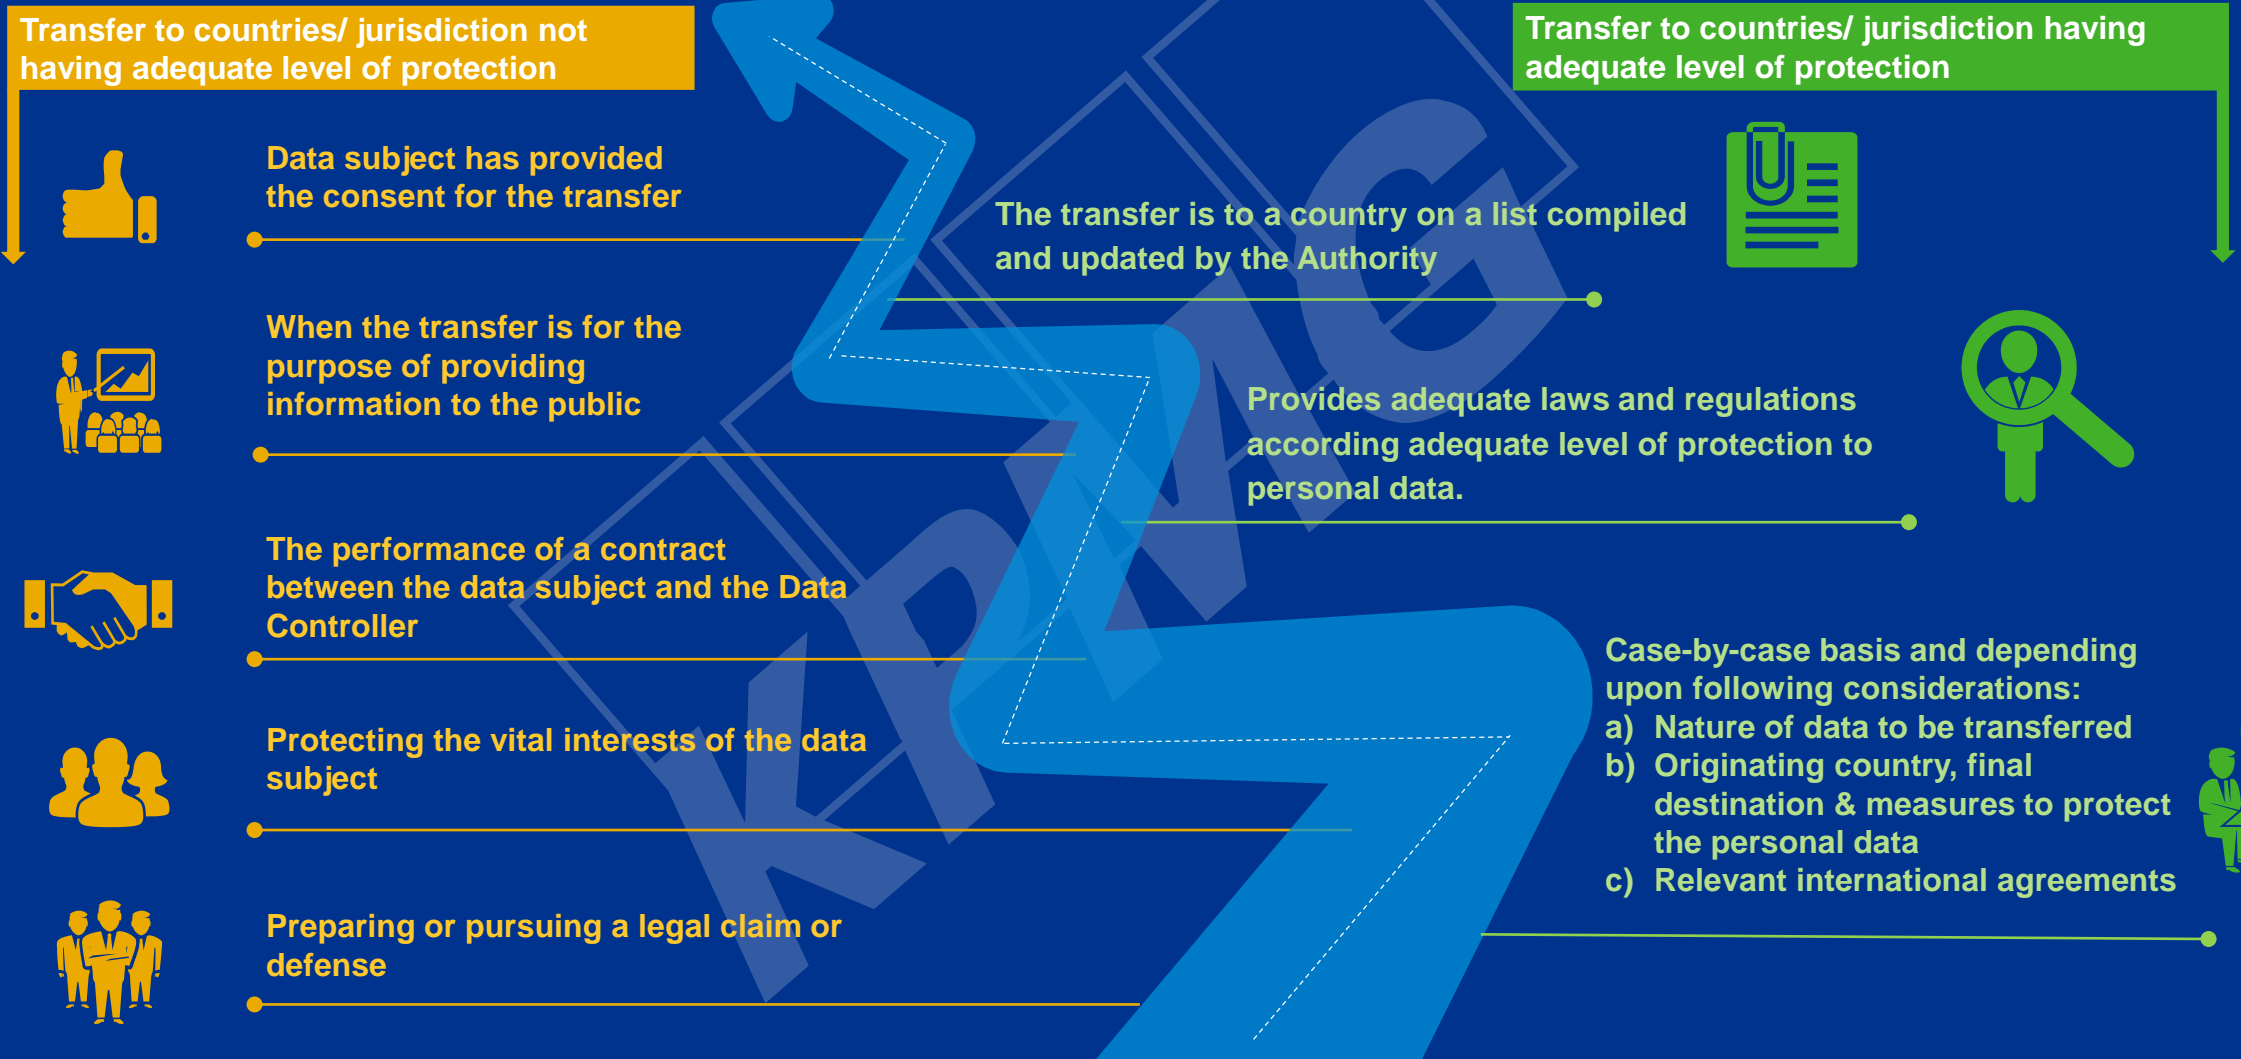 Transfer to countries/ jurisdiction not
having adequate level of protection
Data subject has provided
the consent for the transfer
When the transfer is for the
purpose of providing
information to the public
The performance of a contract
between the data subject and the Data
Controller
Protecting the vital interests of the data
subject
Preparing or pursuing a legal claim or
defense
Transfer to countries/ jurisdiction having
adequate level of protection
The transfer is to a country on a list compiled
and updated by the Authority
Provides adequate laws and regulations
according adequate level of protection to
personal data.
Case-by-case basis and depending
upon following considerations:
a) Nature of data to be transferred
b) Originating country, final
destination & measures to protect
the personal data
c) Relevant international agreements
KPMG